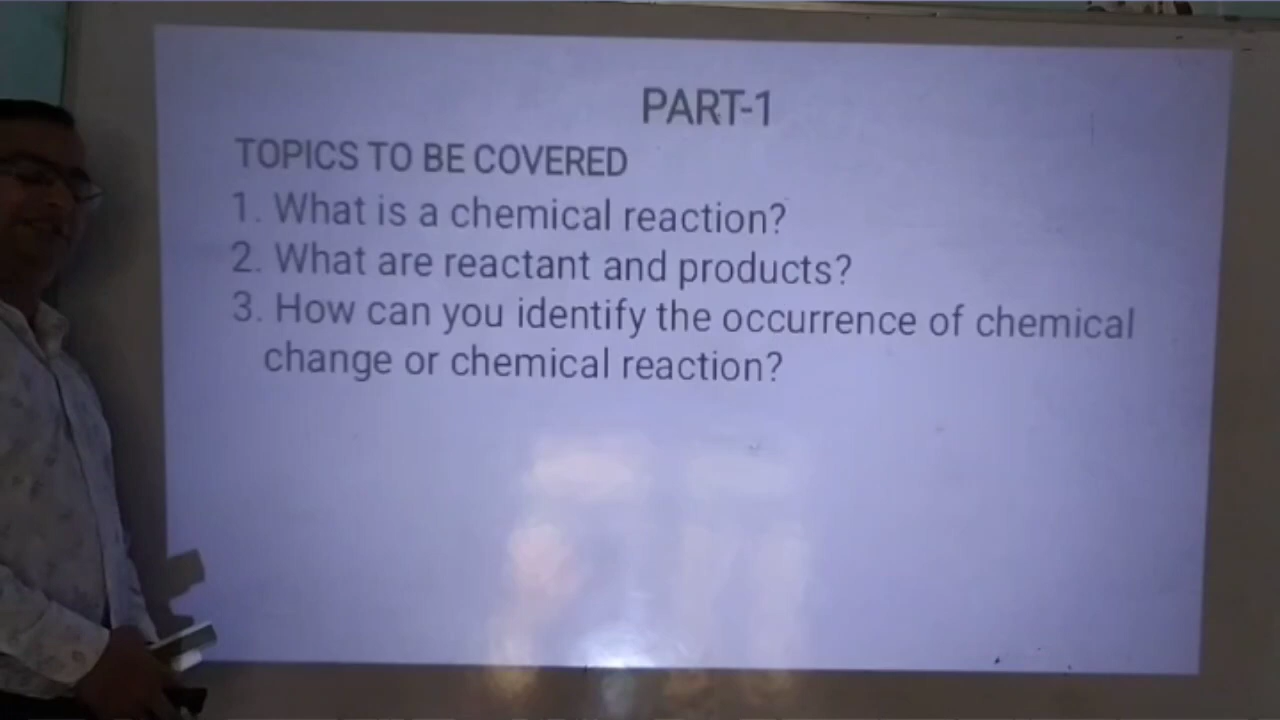 PART-1
TOPICS TO BE COVERED
1. What is a chemical reaction?
2. What are reactant and products?
3. How can you identify the occurrence of chemical
change or chemical reaction?